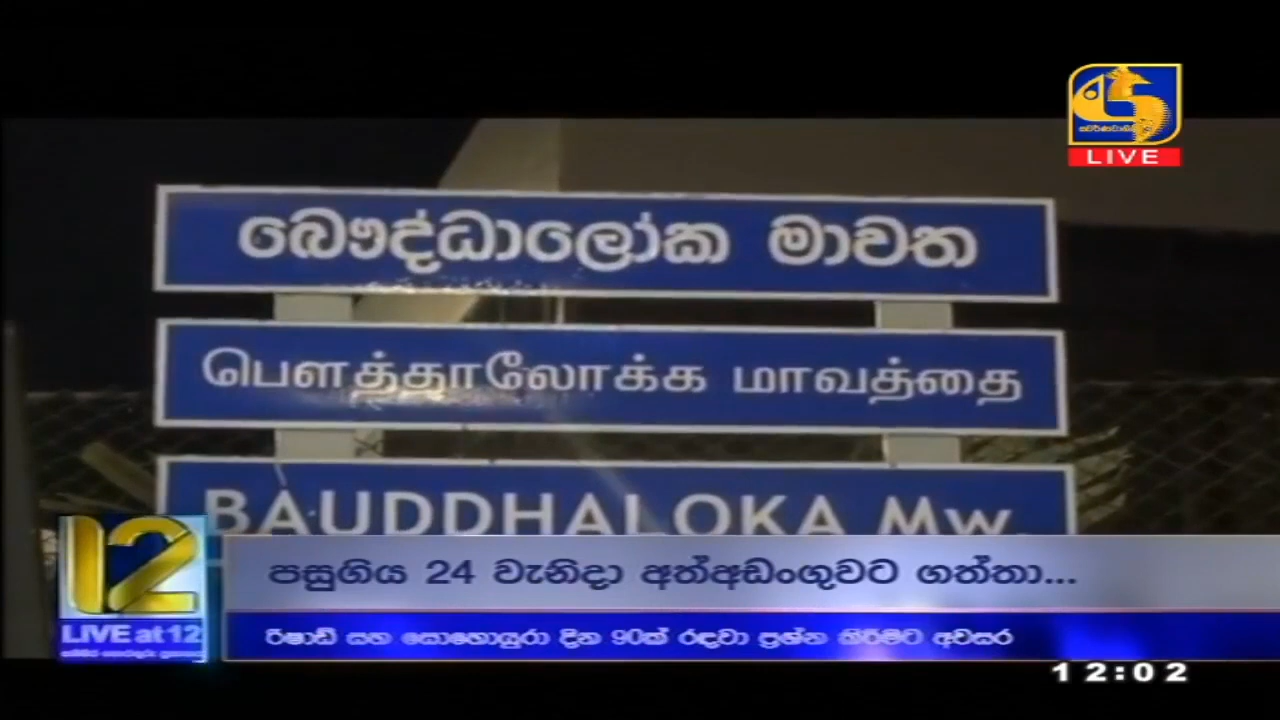 LIVE
බෞද්ධාලෝක මාවත
பௌத்தாலோக்க மாவத்தை
BAUDDHALOKA Mw.
12
පසුගිය 24 වැනිදා අත්අඩංගුවට ගත්තා...
LIVE at 12
රිෂාඩ් සහ සොහොයුරා දින 90ක් රඳවා ප්‍රශ්න කිරීමට අවසර
12:02